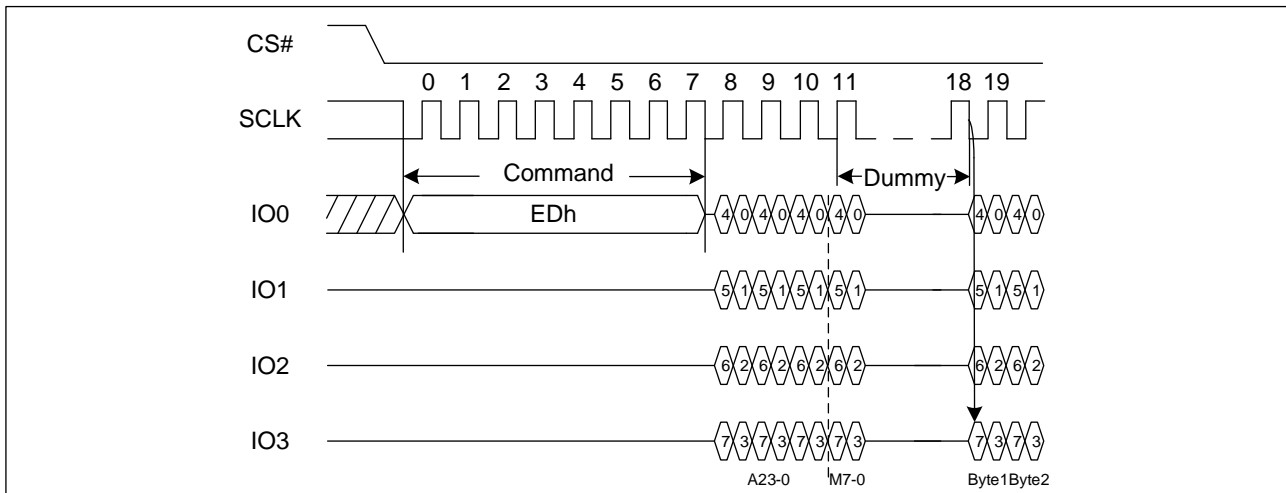 CS#
0 1 2 3 4 5 6 7 8 9 10 11 18 19
SCLK
Command Dummy
IO0 EDh 4 0 4 0 4 0 4 0 4 0 4 0
IO1 5 1 5 1 5 1 5 1 5 1 5 1
IO2 6 2 6 2 6 2 6 2 6 2 6 2
IO3 7 3 7 3 7 3 7 3 7 3 7 3
A23-0 M7-0 Byte1Byte2